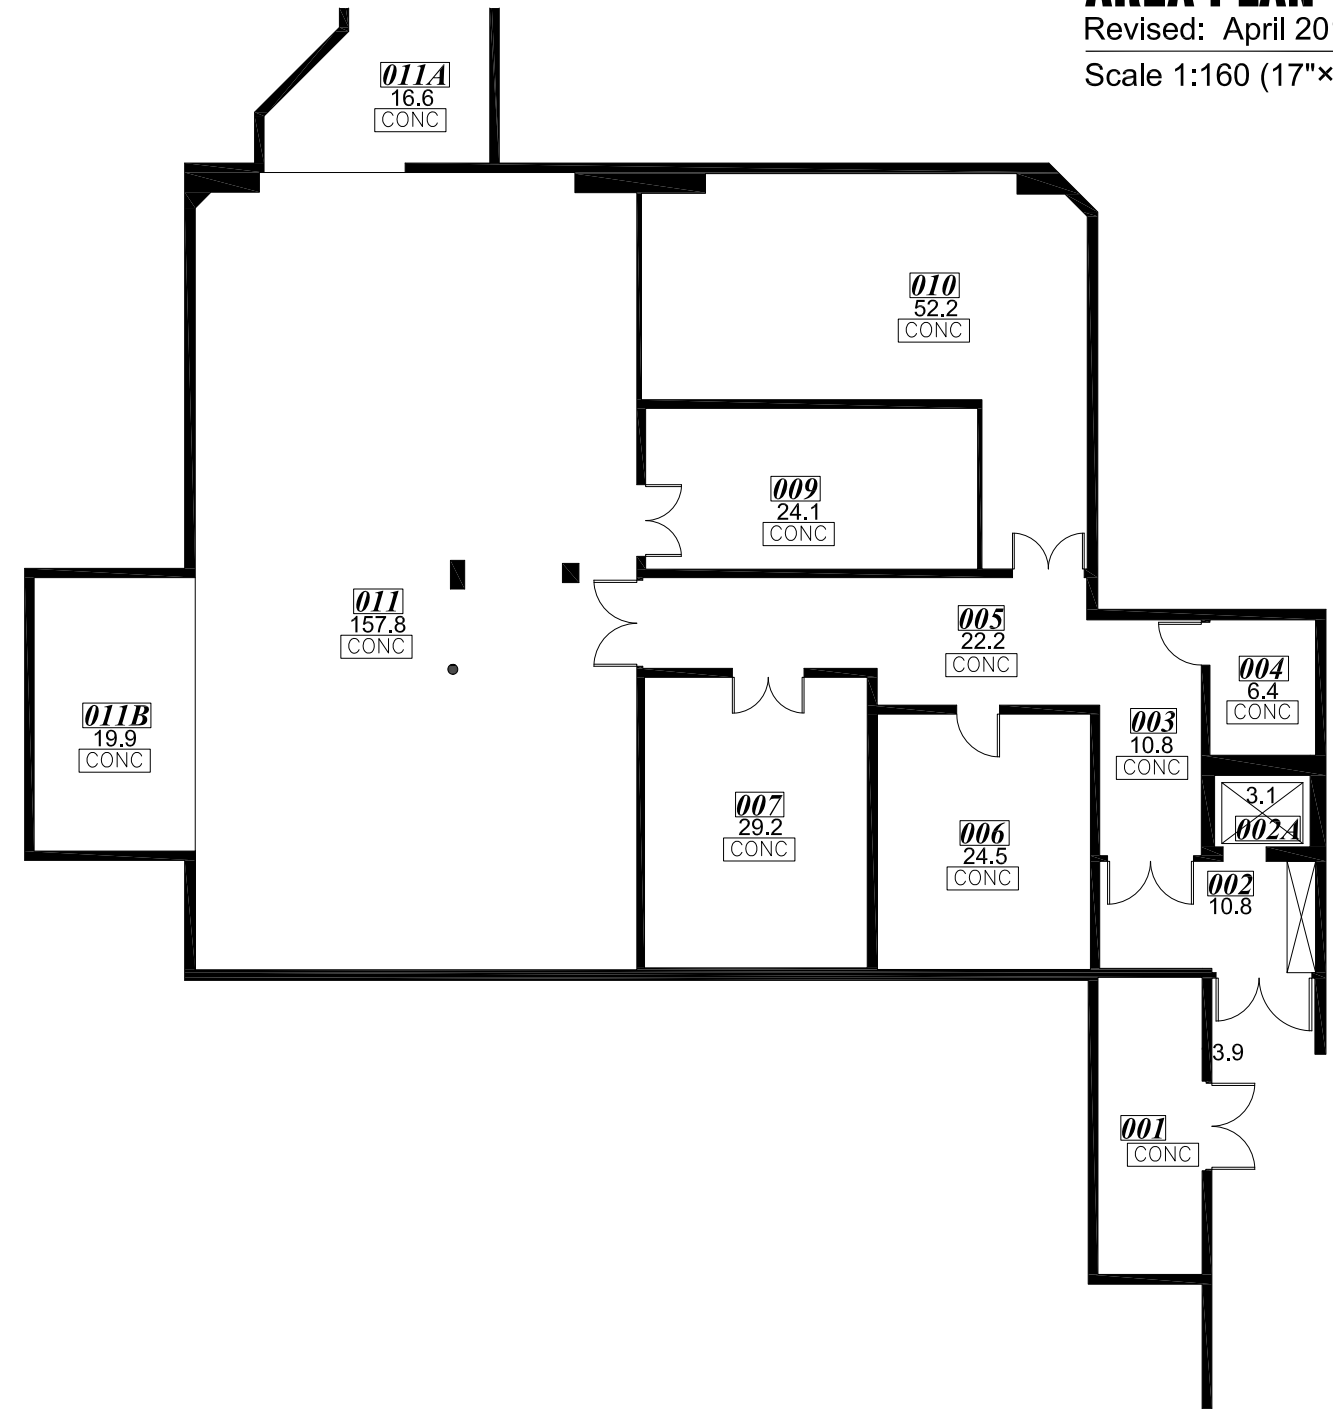 AREA PLAN
Revised: April 20
Scale 1:160 (17"×
011A
16.6
CONC
010
52.2
CONC
009
24.1
CONC
011
157.8
CONC
005
22.2
CONC
004
6.4
CONC
011B
19.9
CONC
003
10.8
CONC
007
29.2
CONC
006
24.5
CONC
3.1
002A
002
10.8
3.9
001
CONC